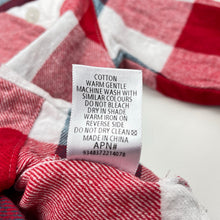 COTTON
WARM GENTLE
MACHINE WASH WITH
SIMILAR COLOURS
DO NOT BLEACH
DRY IN SHADE
WARM IRON ON
REVERSE SIDE
DO NOT DRY CLEAN
MADE IN CHINA
APN#
9348372214078